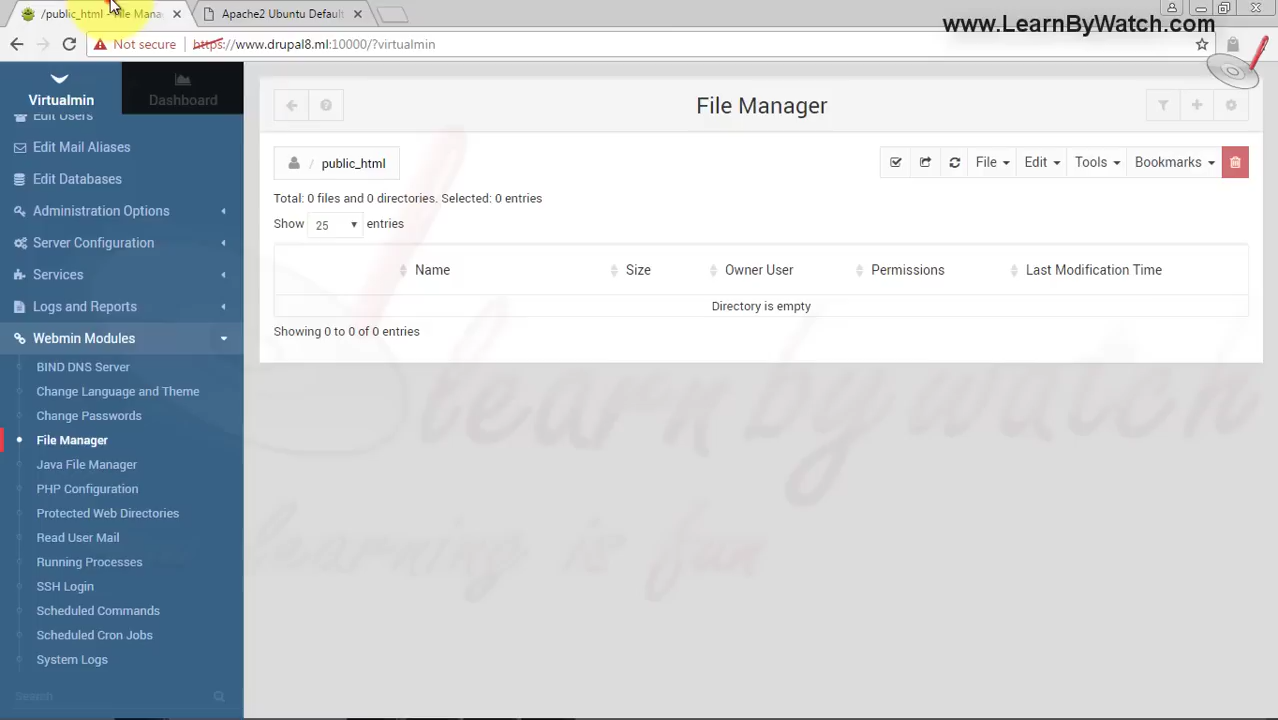 /public_html - File Mana
Apache2 Ubuntu Default
www.LearnByWatch.com
Not secure
https://www.drupal8.ml:10000/?virtualmin
Virtualmin
Dashboard
Edit Users
Edit Mail Aliases
Edit Databases
Administration Options
Server Configuration
Services
Logs and Reports
Webmin Modules
BIND DNS Server
Change Language and Theme
Change Passwords
File Manager
Java File Manager
PHP Configuration
Protected Web Directories
Read User Mail
Running Processes
SSH Login
Scheduled Commands
Scheduled Cron Jobs
System Logs
Search
File Manager
/ public_html
File
Edit
Tools
Bookmarks
Total: 0 files and 0 directories. Selected: 0 entries
Show 25 entries
Name Size Owner User Permissions Last Modification Time
Directory is empty
Showing 0 to 0 of 0 entries
learnbywatch
learning is fun